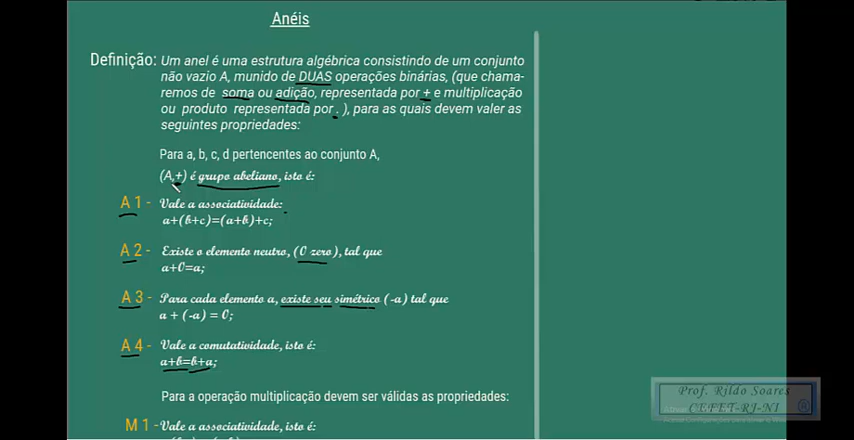 Anéis
Definição: Um anel é uma estrutura algébrica consistindo de um conjunto
não vazio A, munido de DUAS operações binárias, (que chama-
remos de soma ou adição, representada por + e multiplicação
ou produto representada por . ), para as quais devem valer as
seguintes propriedades:
Para a, b, c, d pertencentes ao conjunto A,
(A,+) é grupo abeliano, isto é:
A 1 - Vale a associatividade:
a+(b+c)=(a+b)+c;
A 2 - Existe o elemento neutro, (0 zero), tal que
a+0=a;
A 3 - Para cada elemento a, existe seu simétrico (-a) tal que
a + (-a) = 0;
A 4 - Vale a comutatividade, isto é:
a+b=b+a;
Para a operação multiplicação devem ser válidas as propriedades:
M 1 - Vale a associatividade, isto é:
Prof. Rildo Soares
CEFET-RJ-NI